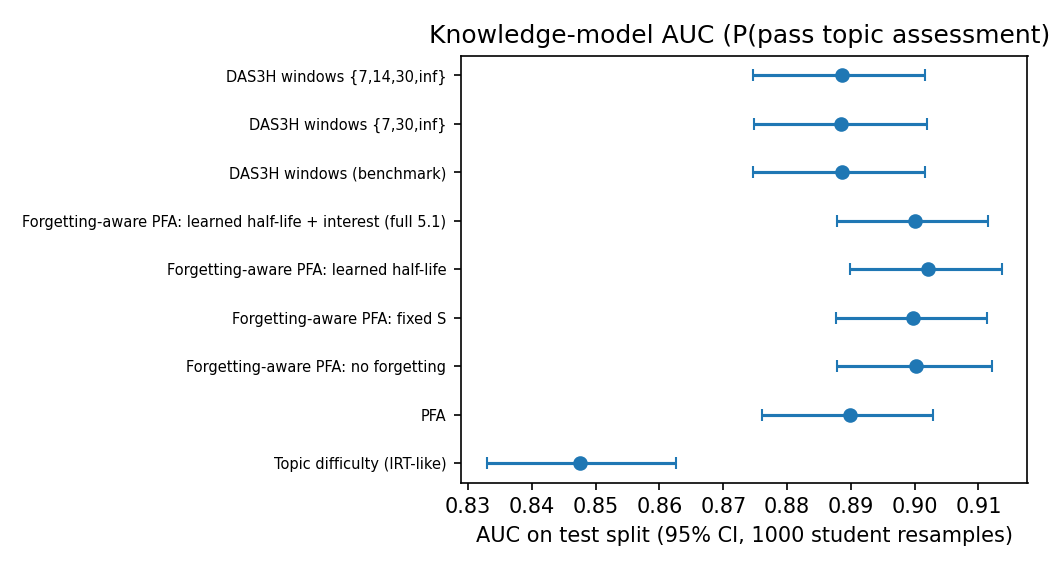 Knowledge-model AUC (P(pass topic assessment)
DAS3H windows {7,14,30,inf}
DAS3H windows {7,30,inf}
DAS3H windows (benchmark)
Forgetting-aware PFA: learned half-life + interest (full 5.1)
Forgetting-aware PFA: learned half-life
Forgetting-aware PFA: fixed S
Forgetting-aware PFA: no forgetting
PFA
Topic difficulty (IRT-like)
0.83 0.84 0.85 0.86 0.87 0.88 0.89 0.90 0.91
AUC on test split (95% CI, 1000 student resamples)